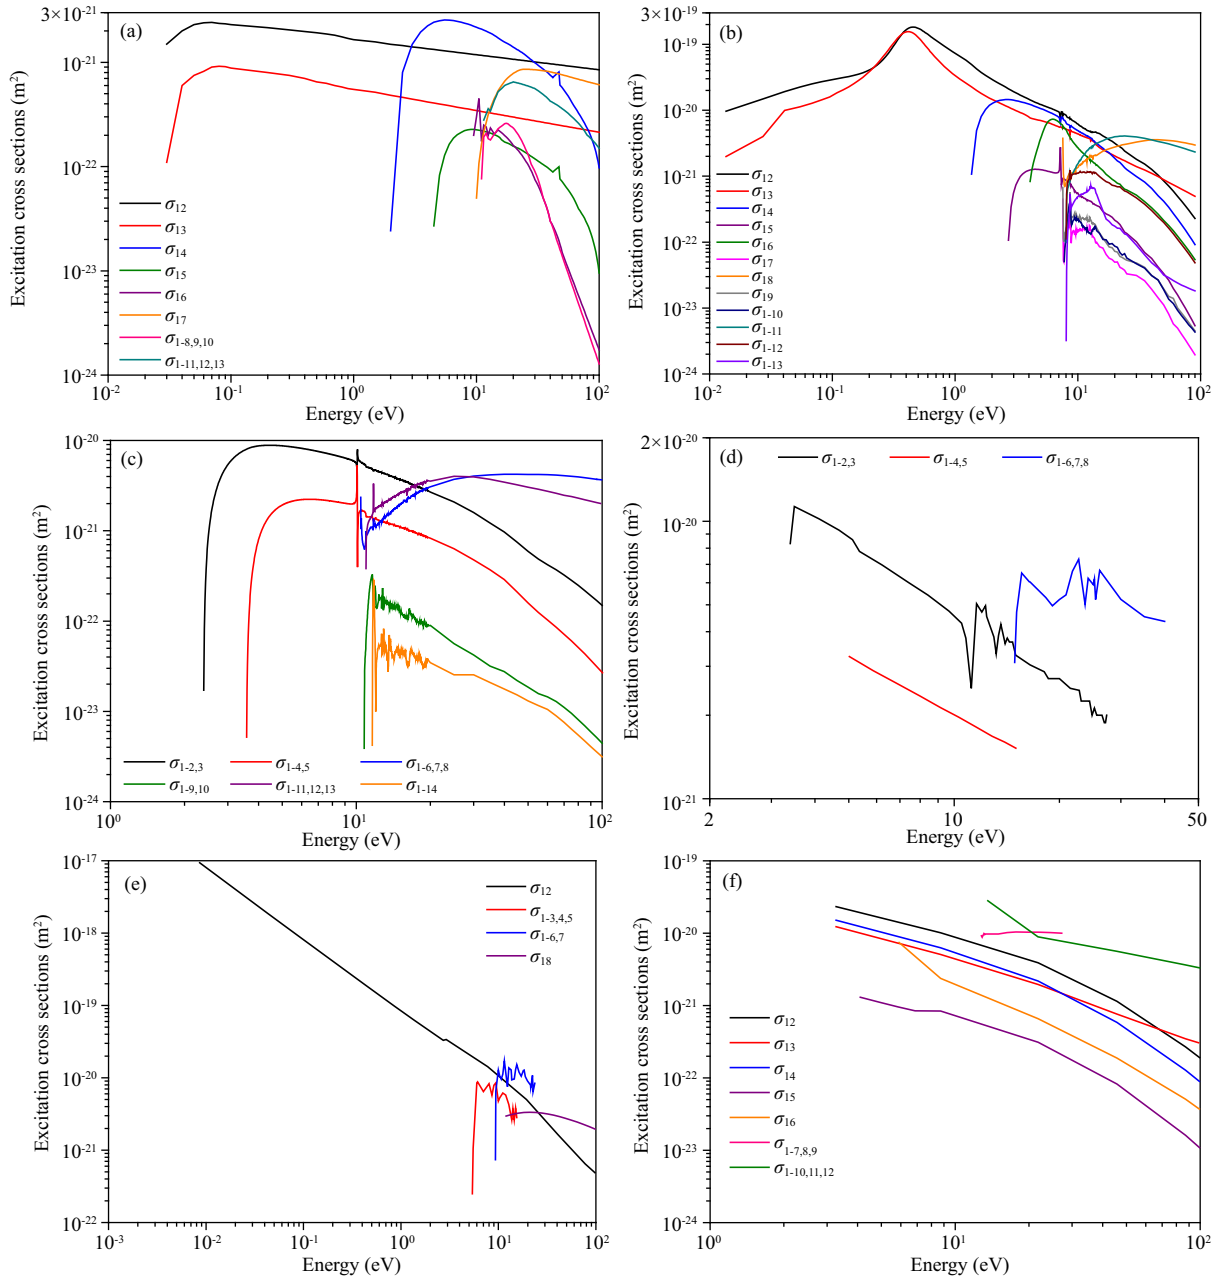 (a)
3×10⁻²¹
10⁻²¹
10⁻²²
10⁻²³
10⁻²⁴
Excitation cross sections (m²)
σ₁₂
σ₁₃
σ₁₄
σ₁₅
σ₁₆
σ₁₇
σ₁₋₈,₉,₁₀
σ₁₋₁₁,₁₂,₁₃
10⁻² 10⁻¹ 10⁰ 10¹ 10²
Energy (eV)
(b)
3×10⁻¹⁹
10⁻¹⁹
10⁻²⁰
10⁻²¹
10⁻²²
10⁻²³
10⁻²⁴
Excitation cross sections (m²)
σ₁₂
σ₁₃
σ₁₄
σ₁₅
σ₁₆
σ₁₇
σ₁₈
σ₁₉
σ₁₋₁₀
σ₁₋₁₁
σ₁₋₁₂
σ₁₋₁₃
10⁻² 10⁻¹ 10⁰ 10¹ 10²
Energy (eV)
(c)
10⁻²⁰
10⁻²¹
10⁻²²
10⁻²³
10⁻²⁴
Excitation cross sections (m²)
σ₁₋₂,₃ σ₁₋₄,₅ σ₁₋₆,₇,₈
σ₁₋₉,₁₀ σ₁₋₁₁,₁₂,₁₃ σ₁₋₁₄
10⁰ 10¹ 10²
Energy (eV)
(d)
σ₁₋₂,₃ σ₁₋₄,₅ σ₁₋₆,₇,₈
2×10⁻²⁰
10⁻²⁰
10⁻²¹
Excitation cross sections (m²)
2 10 50
Energy (eV)
(e)
10⁻¹⁷
10⁻¹⁸
10⁻¹⁹
10⁻²⁰
10⁻²¹
10⁻²²
Excitation cross sections (m²)
σ₁₂
σ₁₋₃,₄,₅
σ₁₋₆,₇
σ₁₈
10⁻³ 10⁻² 10⁻¹ 10⁰ 10¹ 10²
Energy (eV)
(f)
10⁻¹⁹
10⁻²⁰
10⁻²¹
10⁻²²
10⁻²³
10⁻²⁴
Excitation cross sections (m²)
σ₁₂
σ₁₃
σ₁₄
σ₁₅
σ₁₆
σ₁₋₇,₈,₉
σ₁₋₁₀,₁₁,₁₂
10⁰ 10¹ 10²
Energy (eV)